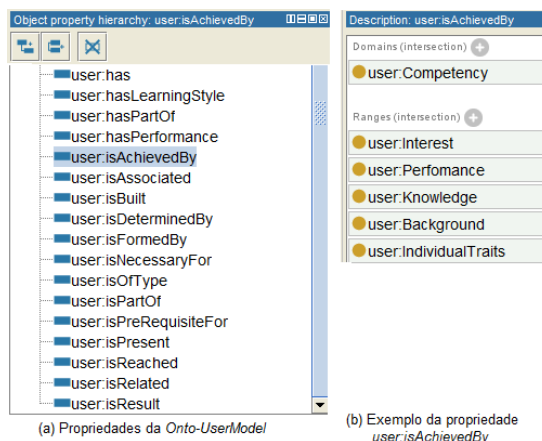 Object property hierarchy: user:isAchievedBy
user:has
user:hasLearningStyle
user:hasPartOf
user:hasPerformance
user:isAchievedBy
user:isAssociated
user:isBuilt
user:isDeterminedBy
user:isFormedBy
user:isNecessaryFor
user:isOfType
user:isPartOf
user:isPreRequisiteFor
user:isPresent
user:isReached
user:isRelated
user:isResult
(a) Propriedades da Onto-UserModel
Description: user:isAchievedBy
Domains (intersection)
user:Competency
Ranges (intersection)
user:Interest
user:Perfomance
user:Knowledge
user:Background
user:IndividualTraits
(b) Exemplo da propriedade
user:isAchievedBy